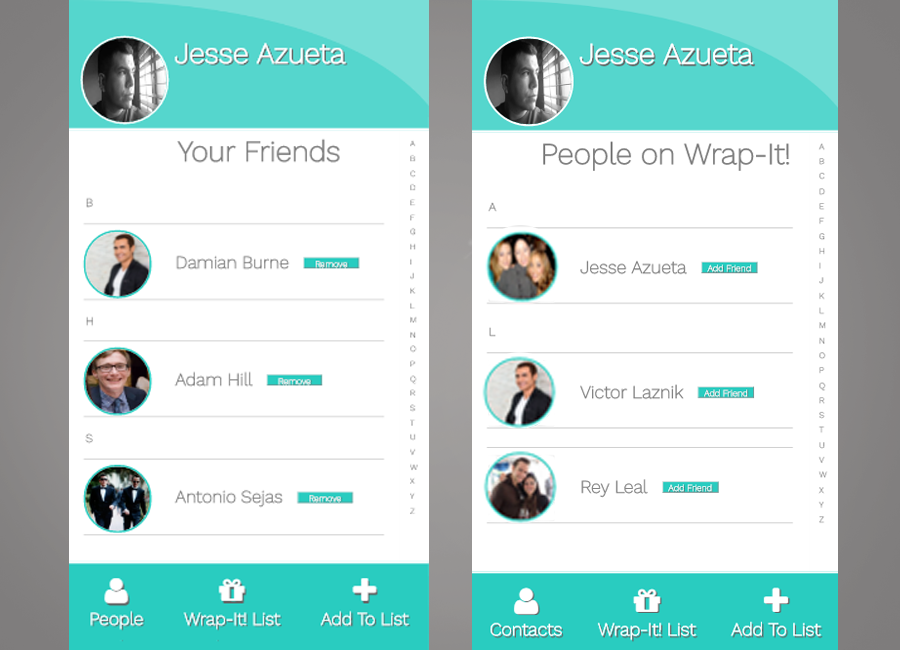 Jesse Azueta
Your Friends
B
Damian Burne Remove
H
Adam Hill Remove
S
Antonio Sejas Remove
A
B
C
D
E
F
G
H
I
J
K
L
M
N
O
P
Q
R
S
T
U
V
W
X
Y
Z
People Wrap-It! List Add To List
Jesse Azueta
People on Wrap-It!
A
Jesse Azueta Add Friend
L
Victor Laznik Add Friend
Rey Leal Add Friend
A
B
C
D
E
F
G
H
I
J
K
L
M
N
O
P
Q
R
S
T
U
V
W
X
Y
Z
Contacts Wrap-It! List Add To List